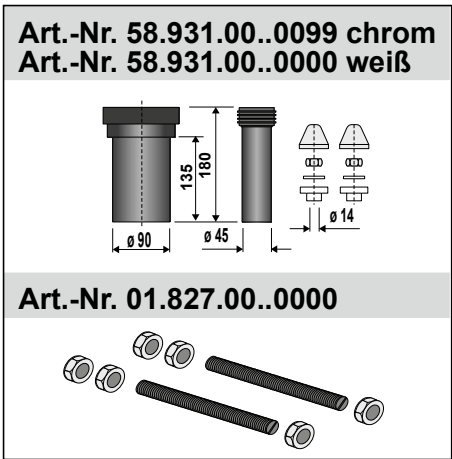 Art.-Nr. 58.931.00..0099 chrom
Art.-Nr. 58.931.00..0000 weiß
135
180
ø 90
ø 45
ø 14
Art.-Nr. 01.827.00..0000